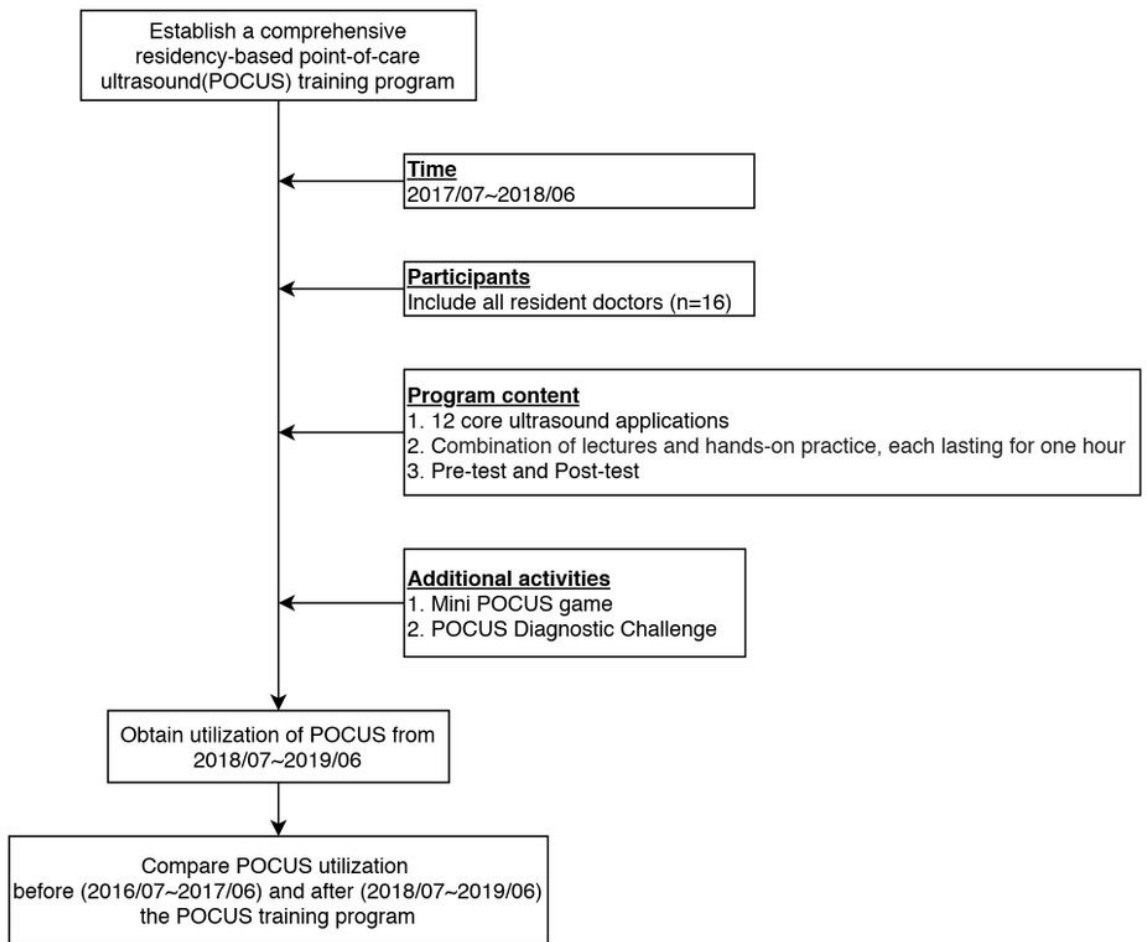 Establish a comprehensive
residency-based point-of-care
ultrasound(POCUS) training program
Time
2017/07~2018/06
Participants
Include all resident doctors (n=16)
Program content
1. 12 core ultrasound applications
2. Combination of lectures and hands-on practice, each lasting for one hour
3. Pre-test and Post-test
Additional activities
1. Mini POCUS game
2. POCUS Diagnostic Challenge
Obtain utilization of POCUS from
2018/07~2019/06
Compare POCUS utilization
before (2016/07~2017/06) and after (2018/07~2019/06)
the POCUS training program